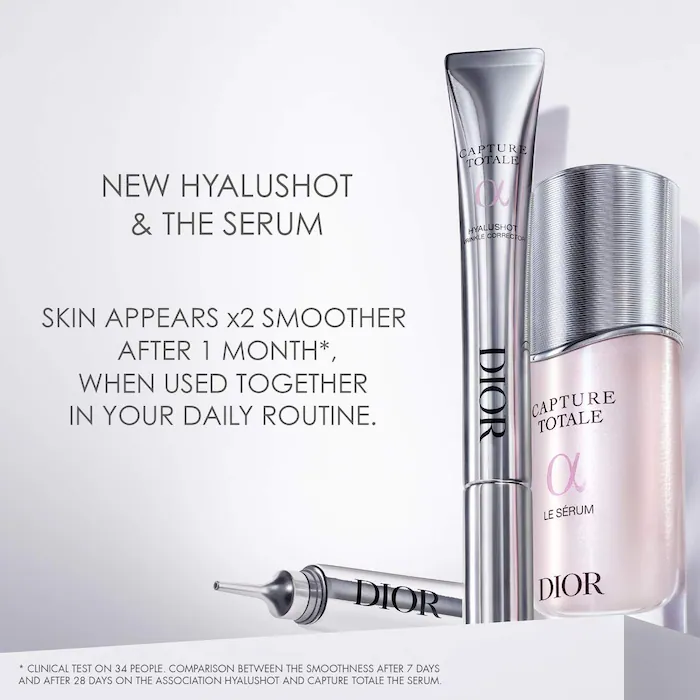 NEW HYALUSHOT
& THE SERUM
SKIN APPEARS x2 SMOOTHER
AFTER 1 MONTH*,
WHEN USED TOGETHER
IN YOUR DAILY ROUTINE.
CAPTURE
TOTALE
α
HYALUSHOT
WRINKLE CORRECTOR
DIOR
CAPTURE
TOTALE
α
LE SÉRUM
DIOR
DIOR
* CLINICAL TEST ON 34 PEOPLE. COMPARISON BETWEEN THE SMOOTHNESS AFTER 7 DAYS
AND AFTER 28 DAYS ON THE ASSOCIATION HYALUSHOT AND CAPTURE TOTALE THE SERUM.